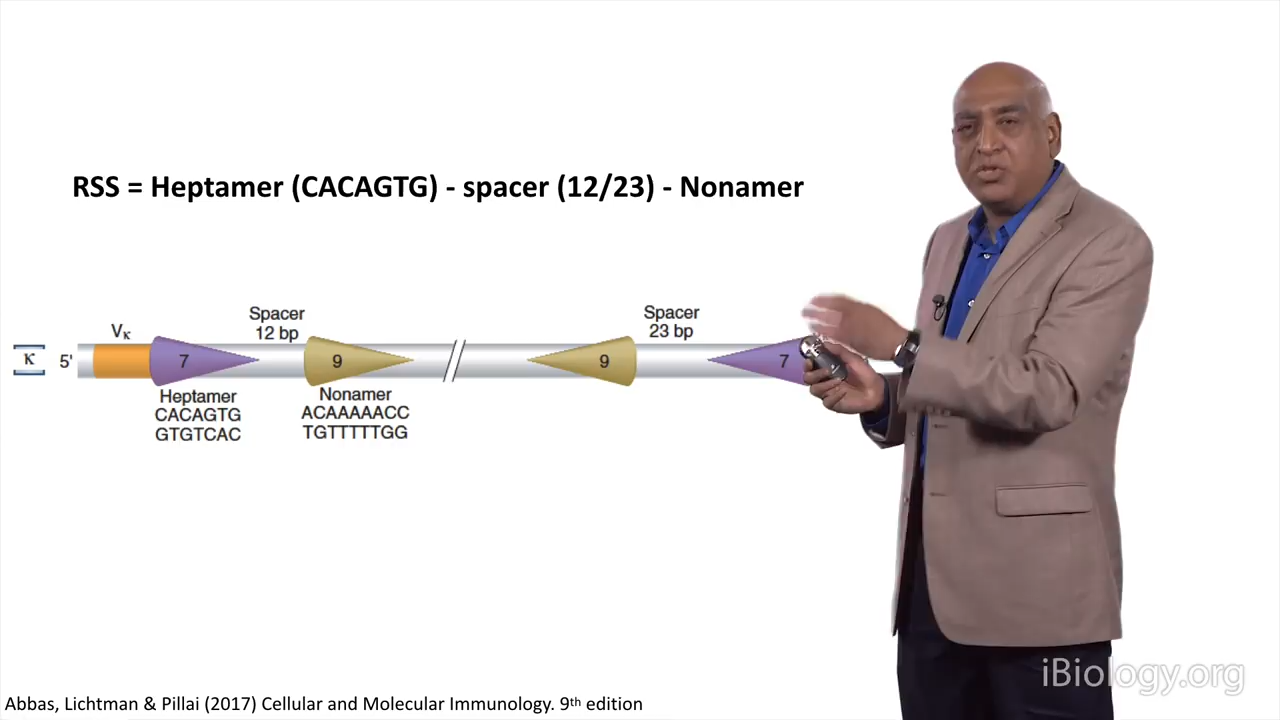 RSS = Heptamer (CACAGTG) - spacer (12/23) - Nonamer
Spacer
12 bp
Spacer
23 bp
Vκ
κ
5'
7
9
9
7
Heptamer
CACAGTG
GTGTCAC
Nonamer
ACAAAAACC
TGTTTTTGG
iBiology.org
Abbas, Lichtman & Pillai (2017) Cellular and Molecular Immunology. 9th edition